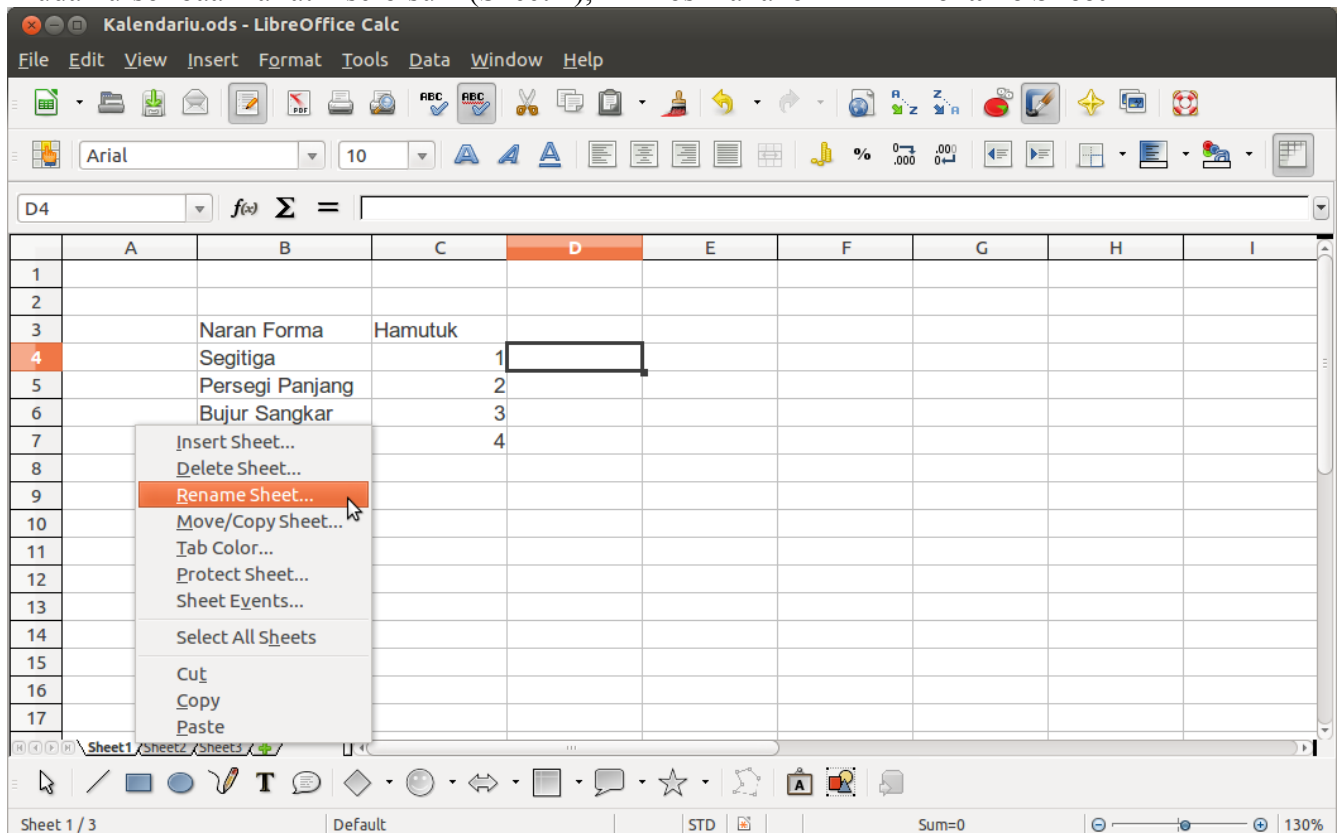 Kalendariu.ods - LibreOffice Calc
File Edit View Insert Format Tools Data Window Help
Arial 10
D4 f(x) Σ =
A B C D E F G H I
1
2
3 Naran Forma Hamutuk
4 Segitiga 1
5 Persegi Panjang 2
6 Bujur Sangkar 3
7 4
8
9
10
11
12
13
14
15
16
17
Insert Sheet...
Delete Sheet...
Rename Sheet...
Move/Copy Sheet...
Tab Color...
Protect Sheet...
Sheet Events...
Select All Sheets
Cut
Copy
Paste
Sheet1 Sheet2 Sheet3
Sheet 1 / 3 Default STD Sum=0 130%